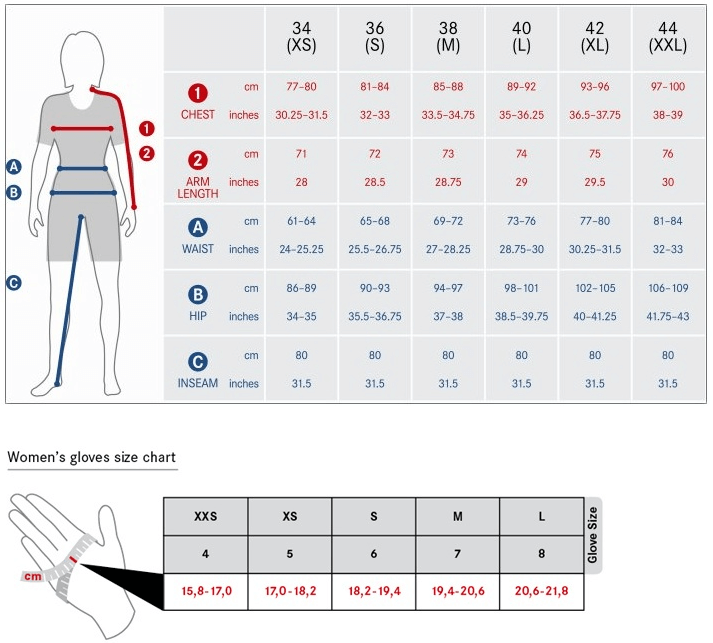 34 36 38 40 42 44
(XS) (S) (M) (L) (XL) (XXL)
1 cm 77–80 81–84 85–88 89–92 93–96 97–100
CHEST inches 30.25–31.5 32–33 33.5–34.75 35–36.25 36.5–37.75 38–39
1
2
2 cm 71 72 73 74 75 76
ARM
LENGTH inches 28 28.5 28.75 29 29.5 30
A
B
A cm 61–64 65–68 69–72 73–76 77–80 81–84
WAIST inches 24–25.25 25.5–26.75 27–28.25 28.75–30 30.25–31.5 32–33
C
B cm 86–89 90–93 94–97 98–101 102–105 106–109
HIP inches 34–35 35.5–36.75 37–38 38.5–39.75 40–41.25 41.75–43
C cm 80 80 80 80 80 80
INSEAM inches 31.5 31.5 31.5 31.5 31.5 31.5
Women's gloves size chart
XXS XS S M L
4 5 6 7 8
Glove Size
cm
15,8-17,0 17,0-18,2 18,2-19,4 19,4-20,6 20,6-21,8